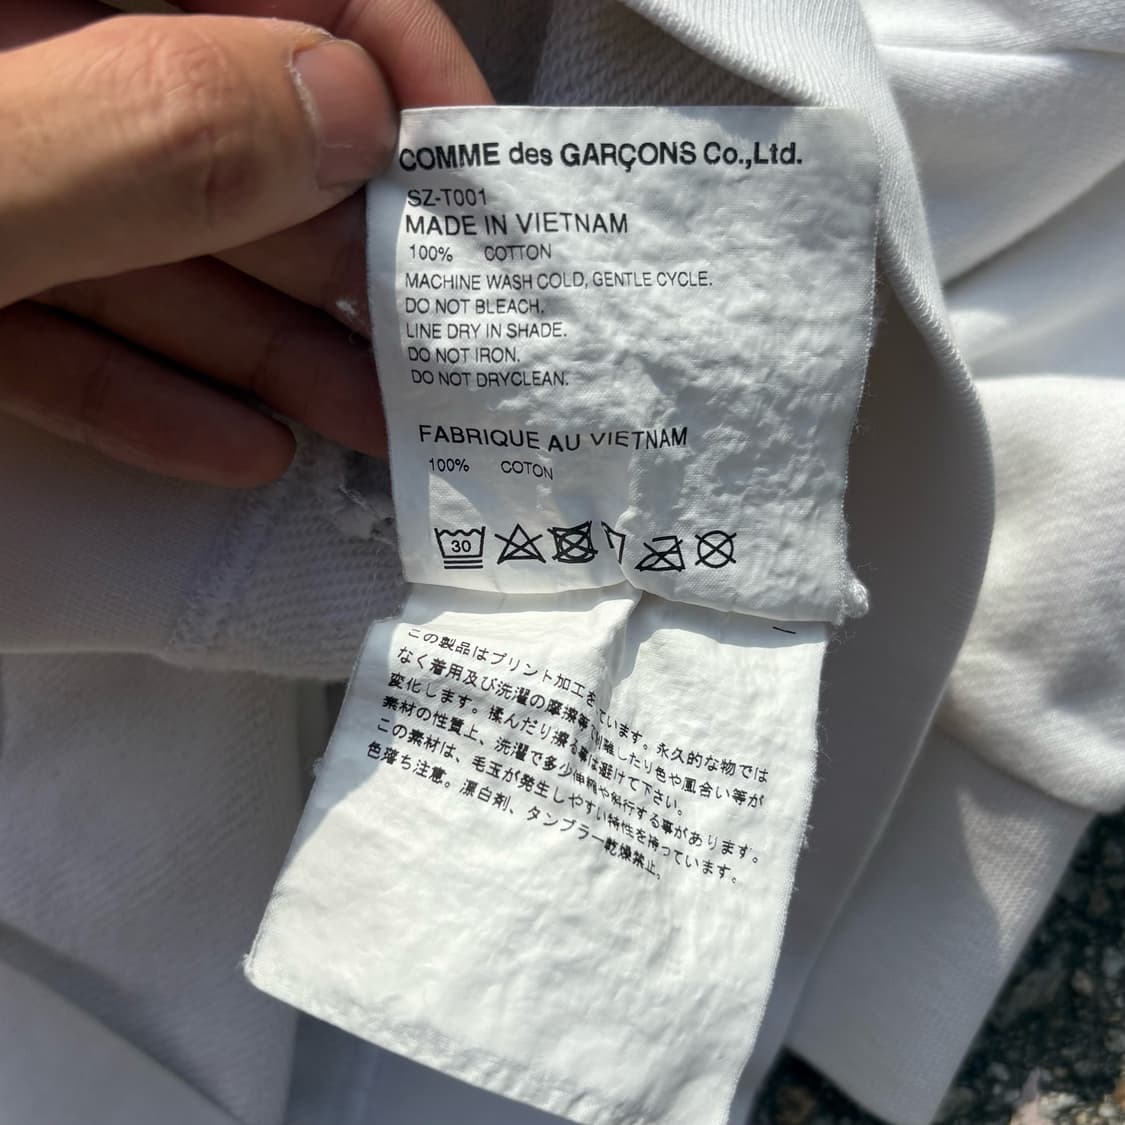 COMME des GARÇONS Co.,Ltd.
SZ-T001
MADE IN VIETNAM
100% COTTON
MACHINE WASH COLD, GENTLE CYCLE.
DO NOT BLEACH.
LINE DRY IN SHADE.
DO NOT IRON.
DO NOT DRYCLEAN.
FABRIQUE AU VIETNAM
100% COTON
30
この製品はプリント加工を ています。永久的な物では
なく着用及び洗濯の摩擦等 離したり色や風合い等が
変化します。揉んだり擦る事は避けて下さい。
素材の性質上、洗濯で多少伸縮や斜行する事があります。
この素材は、毛玉が発生しやすい特性を持っています。
色落ち注意。漂白剤、タンブラー乾燥禁止。